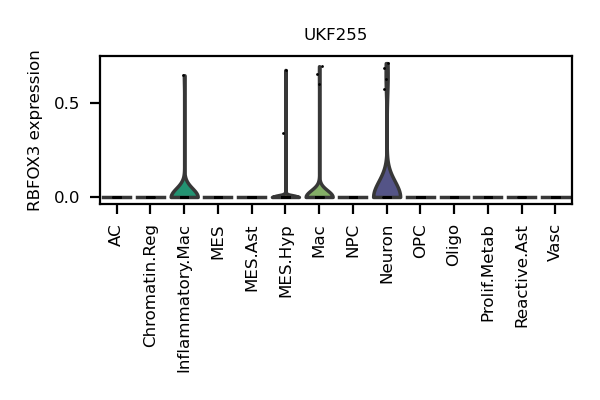 UKF255
RBFOX3 expression
0.5
0.0
AC
Chromatin.Reg
Inflammatory.Mac
MES
MES.Ast
MES.Hyp
Mac
NPC
Neuron
OPC
Oligo
Prolif.Metab
Reactive.Ast
Vasc